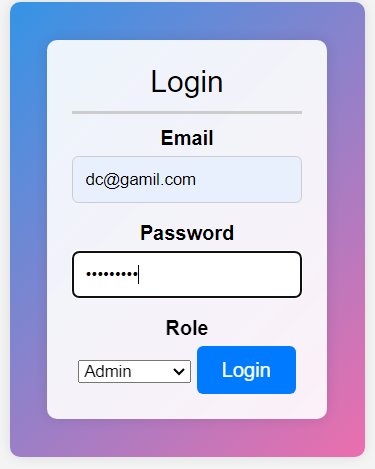 Login
Email
dc@gamil.com
Password
•••••••••
Role
Admin Login